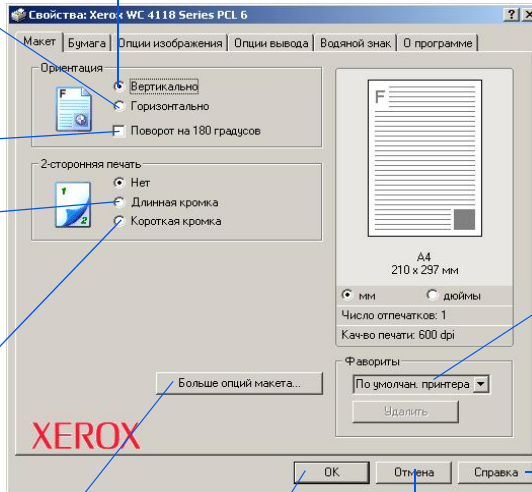 Свойства: Xerox WC 4118 Series PCL 6
Макет Бумага Опции изображения Опции вывода Водяной знак О программе
Ориентация
Вертикально
Горизонтально
Поворот на 180 градусов
2-сторонняя печать
Нет
Длинная кромка
Короткая кромка
F
A4
210 x 297 мм
мм дюймы
Число отпечатков: 1
Кач-во печати: 600 dpi
Фавориты
По умолчан. принтера
Удалить
Больше опций макета...
XEROX
OK Отмена Справка
F
1
2